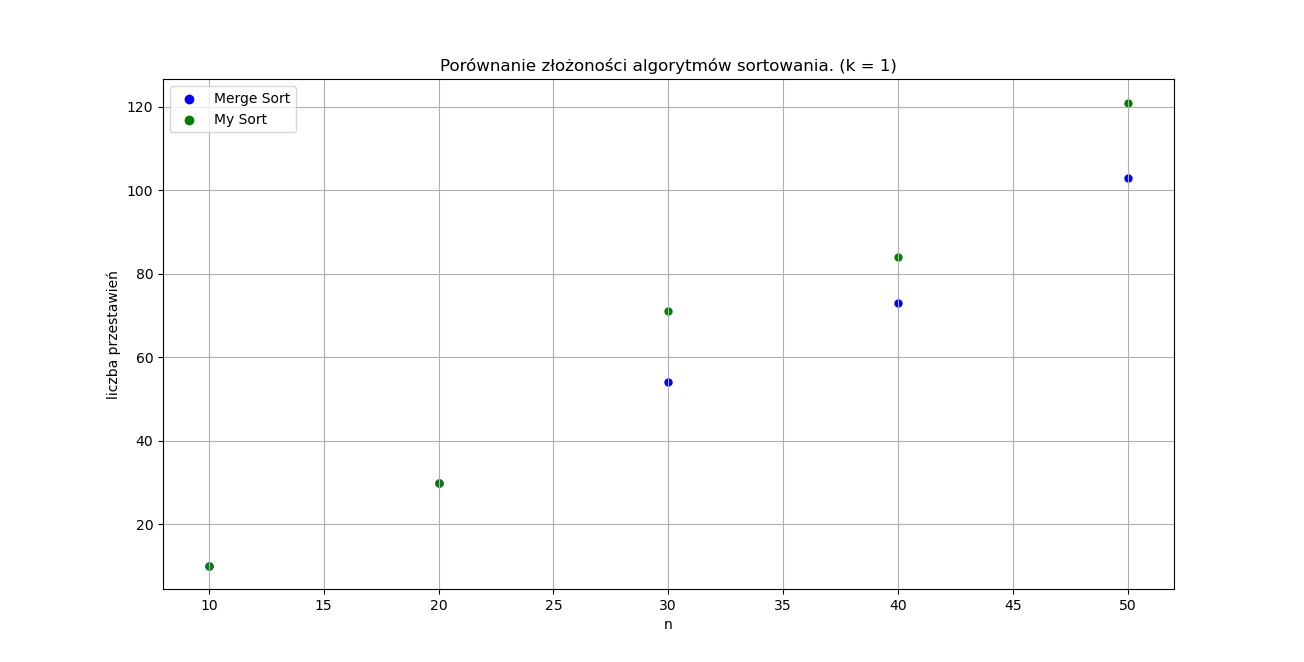 Porównanie złożoności algorytmów sortowania. (k = 1)
Merge Sort
My Sort
120
100
80
60
40
20
liczba przestawień
10 15 20 25 30 35 40 45 50
n